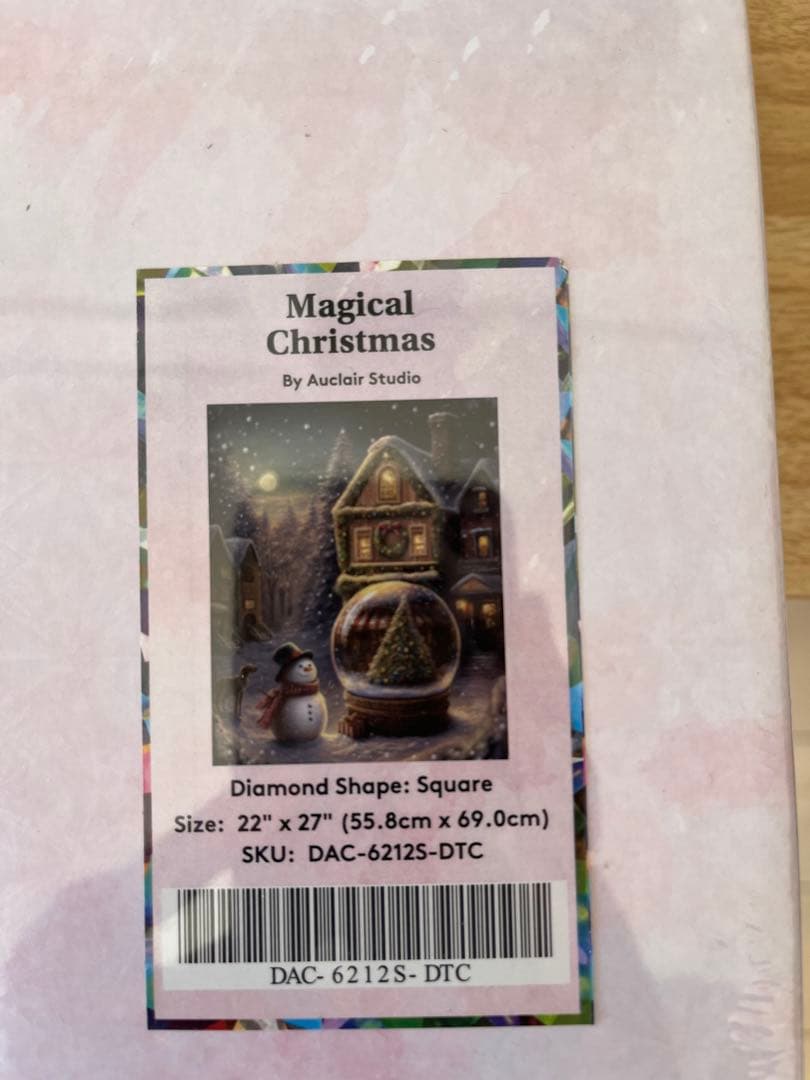 Magical
Christmas
By Auclair Studio
Diamond Shape: Square
Size: 22" x 27" (55.8cm x 69.0cm)
SKU: DAC-6212S-DTC
DAC- 6212S- DTC